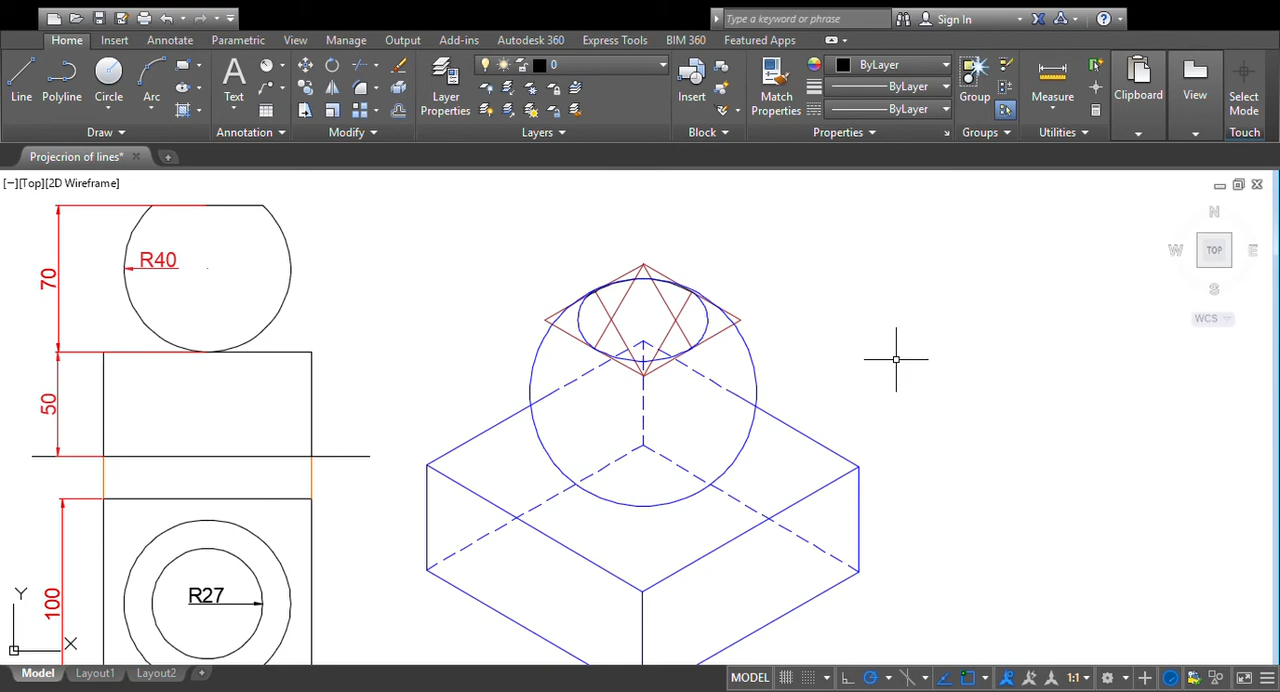 Type a keyword or phrase
Sign In
Home Insert Annotate Parametric View Manage Output Add-ins Autodesk 360 Express Tools BIM 360 Featured Apps
Line Polyline Circle Arc
Text
Layer Properties
0
Insert
Match Properties
ByLayer
ByLayer
ByLayer
Group
Measure
Clipboard
View
Select Mode
Draw Modify Annotation Layers Block Properties Groups Utilities Touch
Projecrion of lines*
[−][Top][2D Wireframe]
N
W TOP E
S
WCS
R40
70
50
R27
100
Y
X
Model Layout1 Layout2
MODEL 1:1